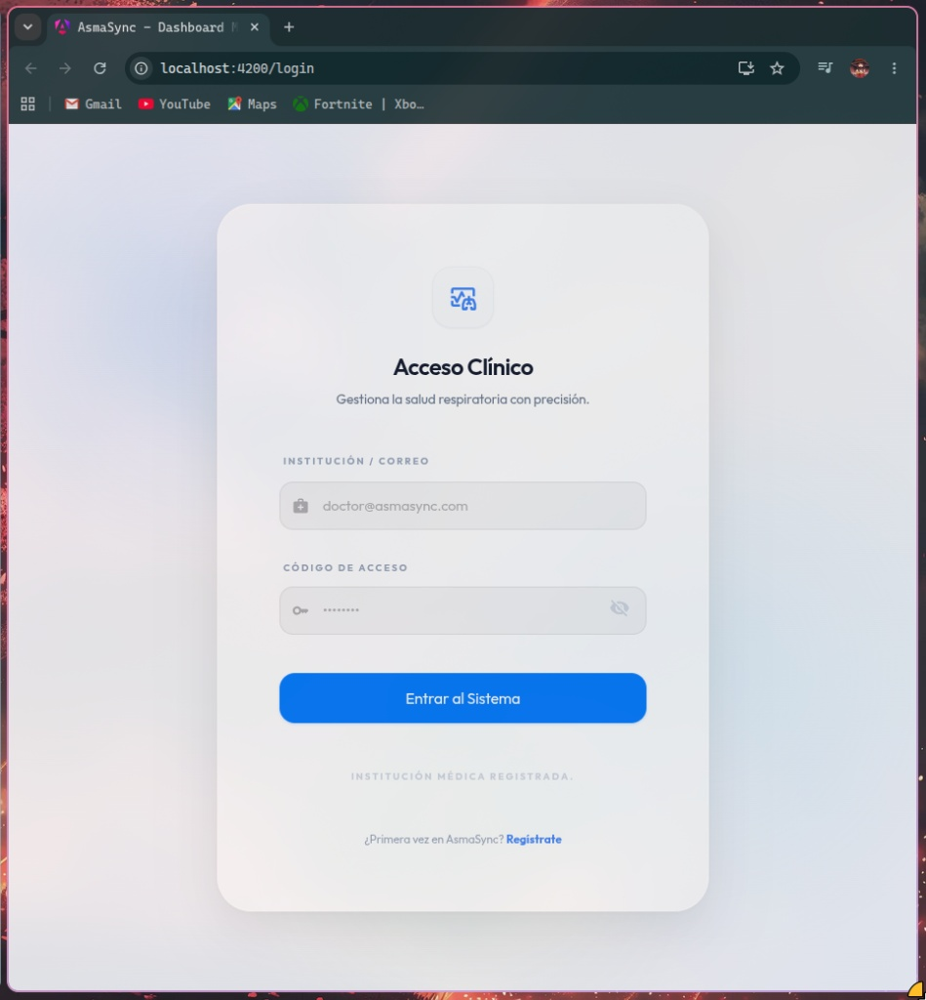 AsmaSync – Dashboard
localhost:4200/login
Gmail YouTube Maps Fortnite | Xbo...
Acceso Clínico
Gestiona la salud respiratoria con precisión.
INSTITUCIÓN / CORREO
doctor@asmasync.com
CÓDIGO DE ACCESO
••••••••
Entrar al Sistema
INSTITUCIÓN MÉDICA REGISTRADA.
¿Primera vez en AsmaSync? Regístrate